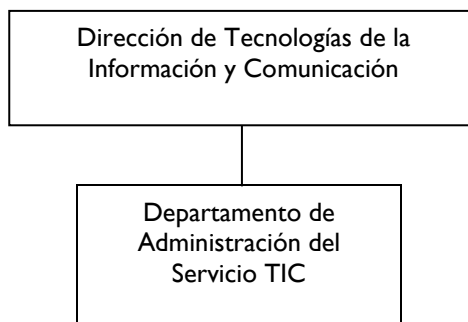 Dirección de Tecnologías de la
Información y Comunicación
Departamento de
Administración del
Servicio TIC